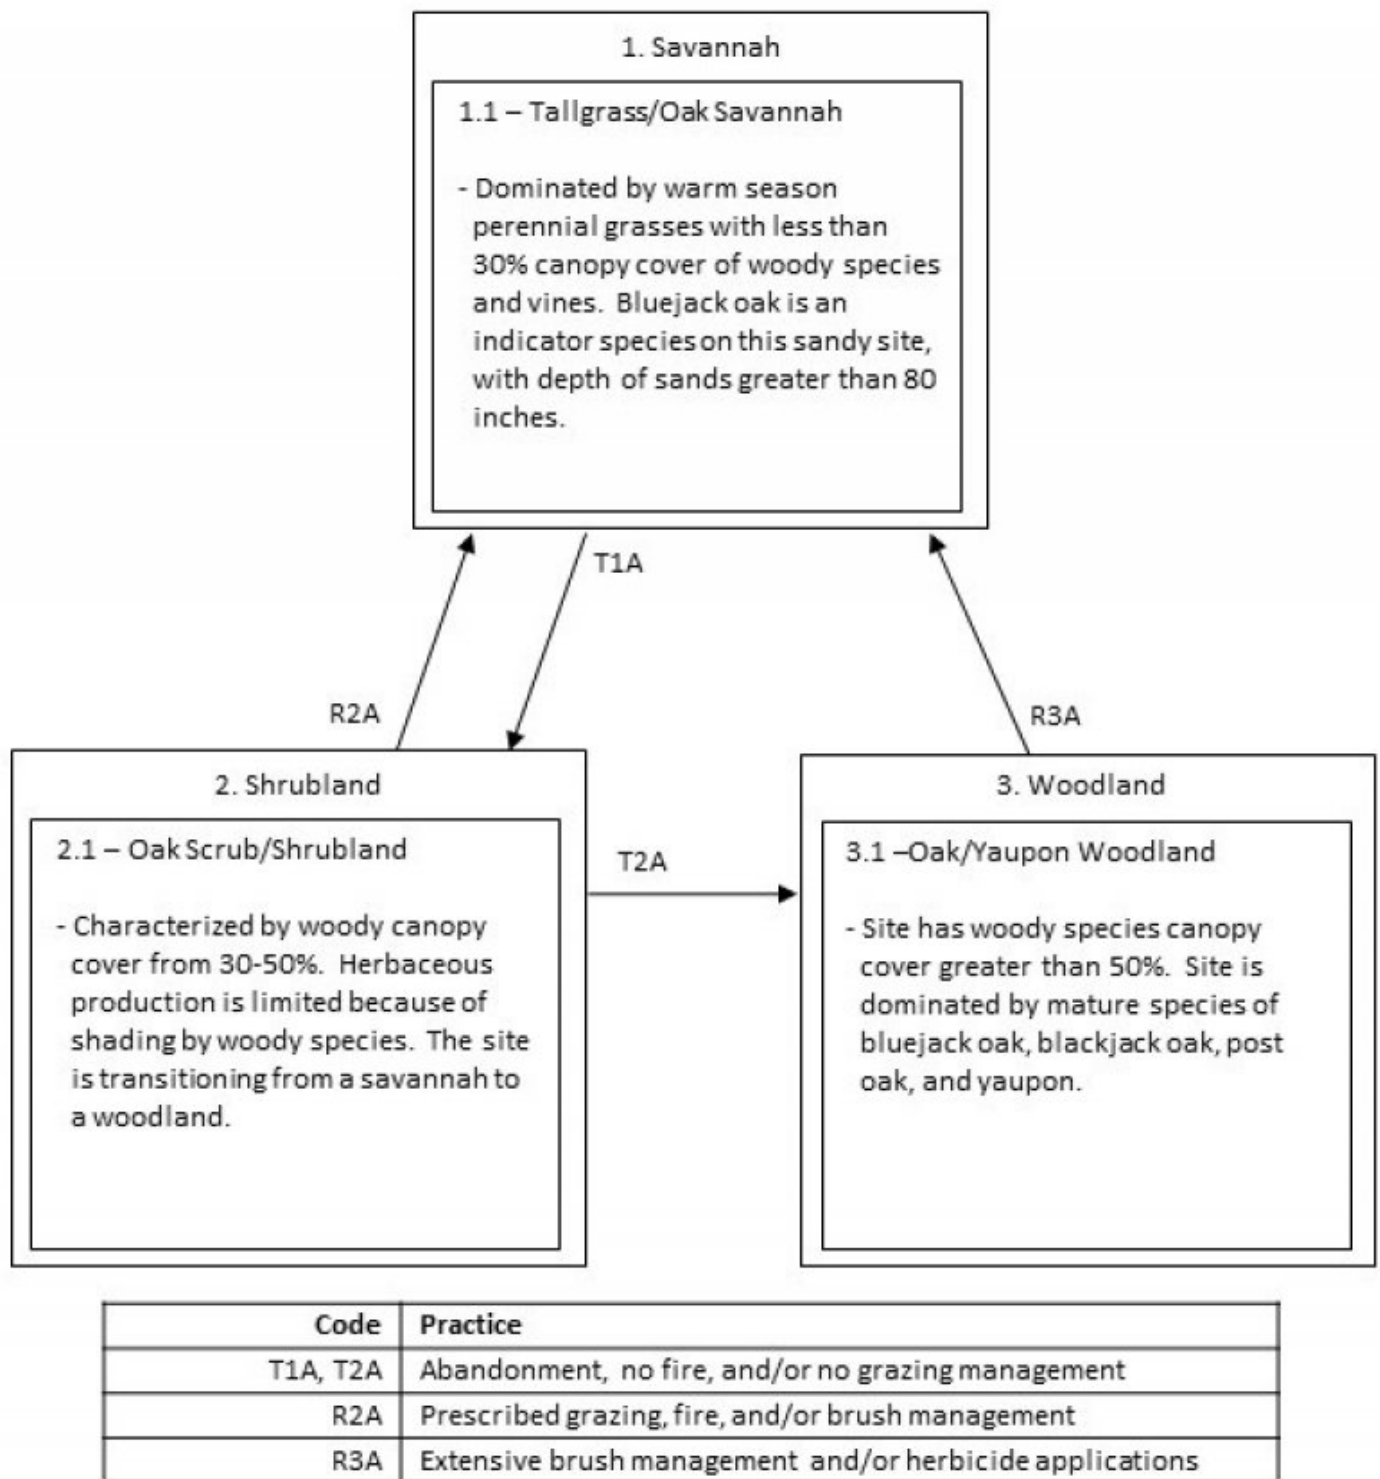 1. Savannah
1.1 – Tallgrass/Oak Savannah
- Dominated by warm season
perennial grasses with less than
30% canopy cover of woody species
and vines. Bluejack oak is an
indicator species on this sandy site,
with depth of sands greater than 80
inches.
T1A
R2A
R3A
2. Shrubland
2.1 – Oak Scrub/Shrubland
- Characterized by woody canopy
cover from 30-50%. Herbaceous
production is limited because of
shading by woody species. The site
is transitioning from a savannah to
a woodland.
T2A
3. Woodland
3.1 –Oak/Yaupon Woodland
- Site has woody species canopy
cover greater than 50%. Site is
dominated by mature species of
bluejack oak, blackjack oak, post
oak, and yaupon.
Code Practice
T1A, T2A Abandonment, no fire, and/or no grazing management
R2A Prescribed grazing, fire, and/or brush management
R3A Extensive brush management and/or herbicide applications